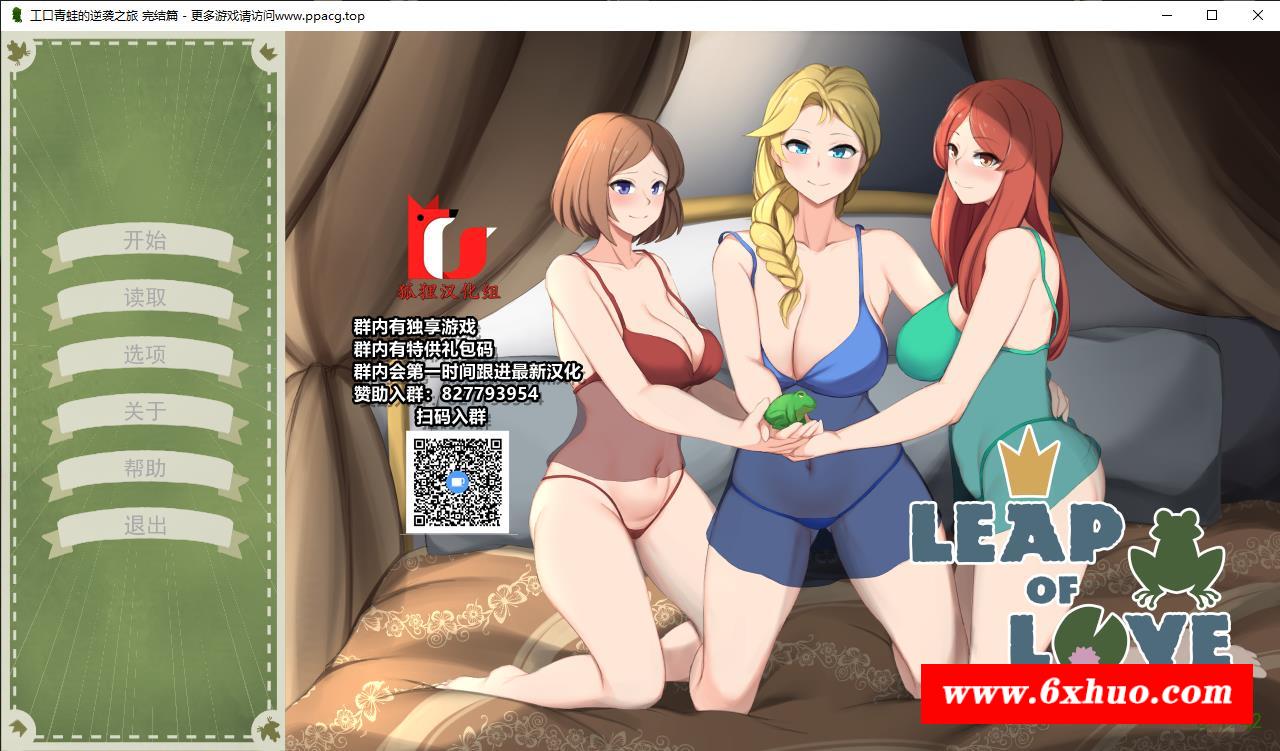 工口青蛙的逆袭之旅 完结篇 - 更多游戏请访问www.ppacg.top
开始
读取
选项
关于
帮助
退出
狐狸汉化组
群内有独享游戏
群内有特供礼包码
群内会第一时间跟进最新汉化
赞助入群：827793954
扫码入群
LEAP
OF
LOVE
www.6xhuo.com